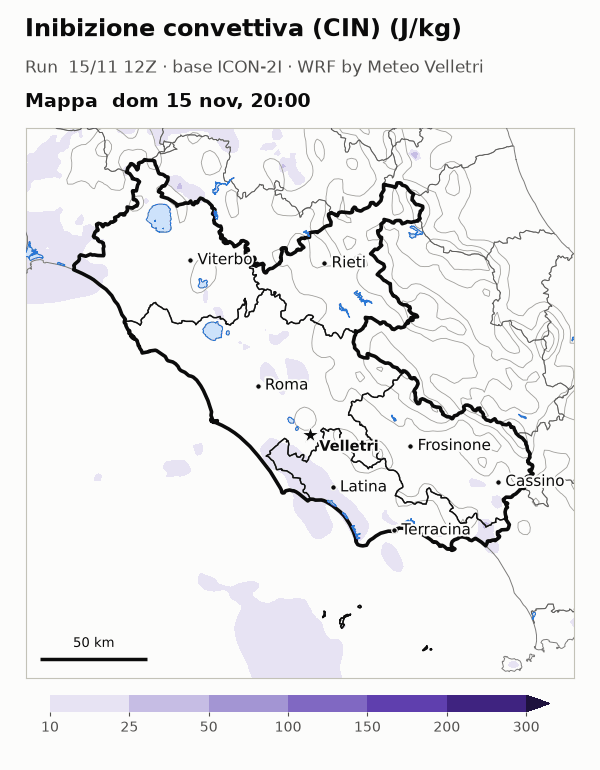 Inibizione convettiva (CIN) (J/kg)
Run  15/11 12Z · base ICON-2I · WRF by Meteo Velletri
Mappa  dom 15 nov, 20:00
Viterbo
Rieti
Roma
Velletri
Frosinone
Cassino
Latina
Terracina
50 km
10 25 50 100 150 200 300